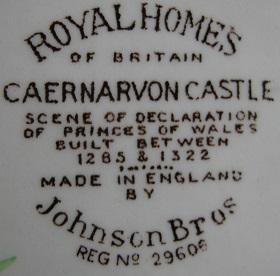 ROYAL HOMES
OF BRITAIN
CAERNARVON CASTLE
SCENE OF DECLARATION
OF PRINCES OF WALES
BUILT BETWEEN
1285 & 1322
MADE IN ENGLAND
BY
Johnson Bros
REG NO 29608